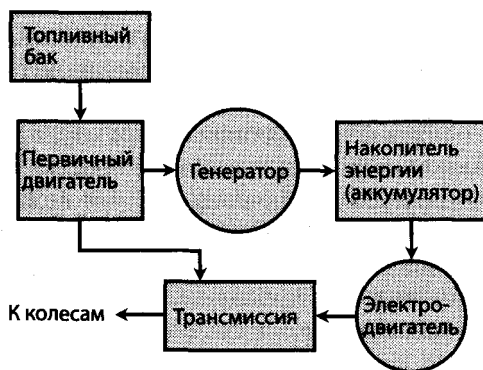 Топливный
бак
Первичный
двигатель
Генератор
Накопитель
энергии
(аккумулятор)
К колесам
Трансмиссия
Электро-
двигатель